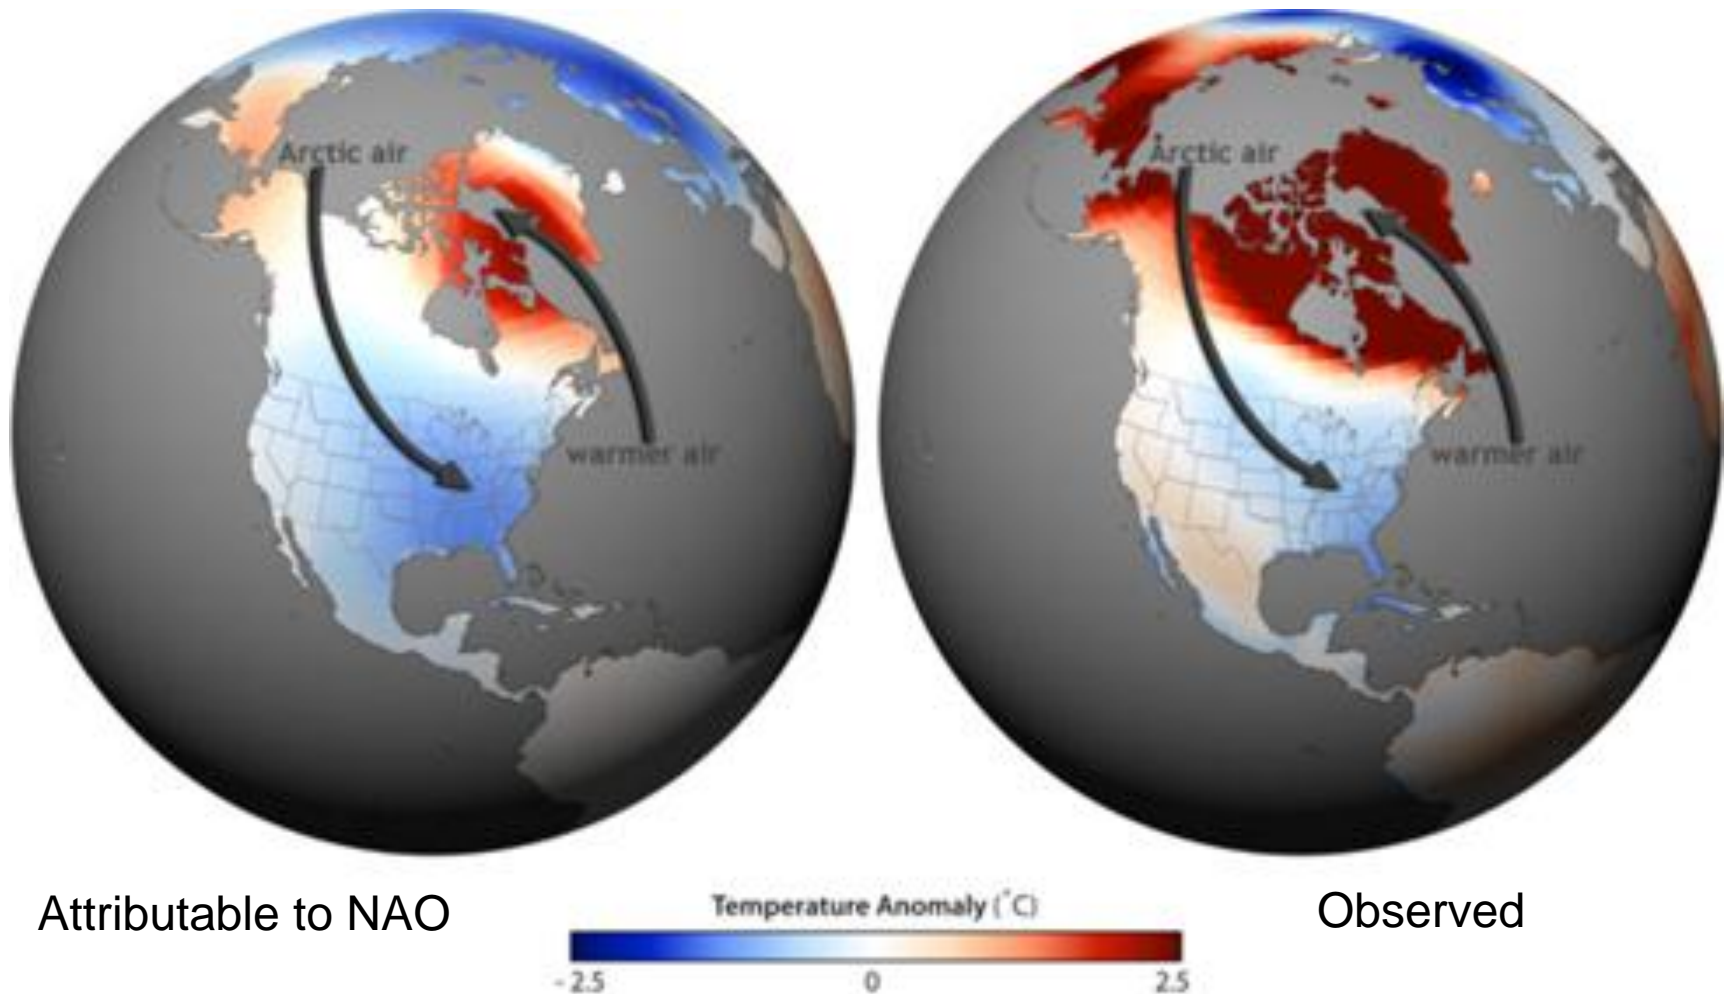 Arctic air
Arctic air
warmer air
warmer air
Attributable to NAO
Temperature Anomaly (°C)
Observed
- 2.5
0
2.5